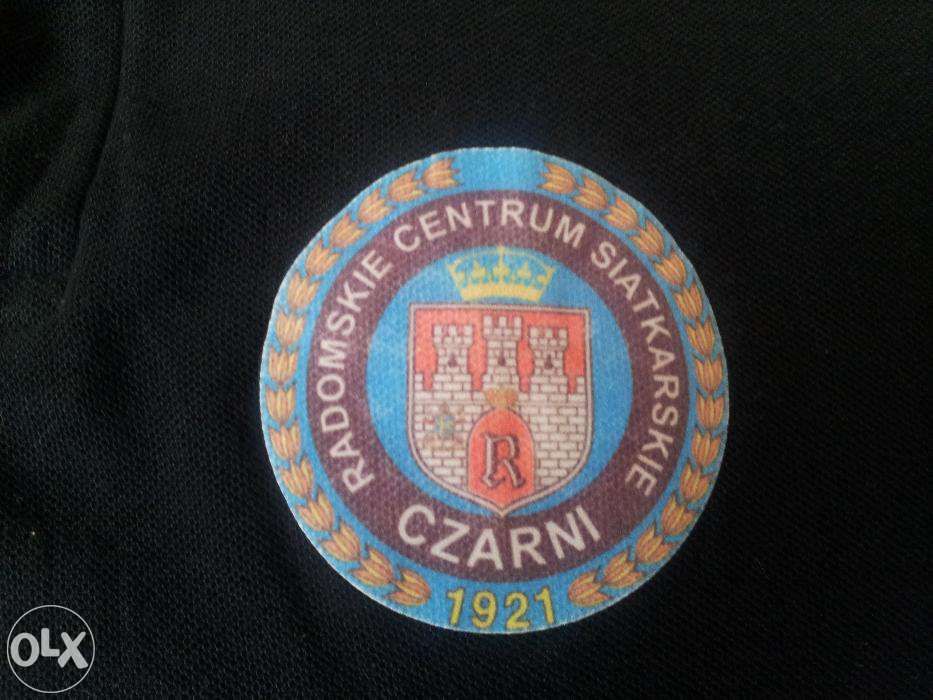 RADOMSKIE CENTRUM SIATKARSKIE
R
CZARNI
1921
OLX